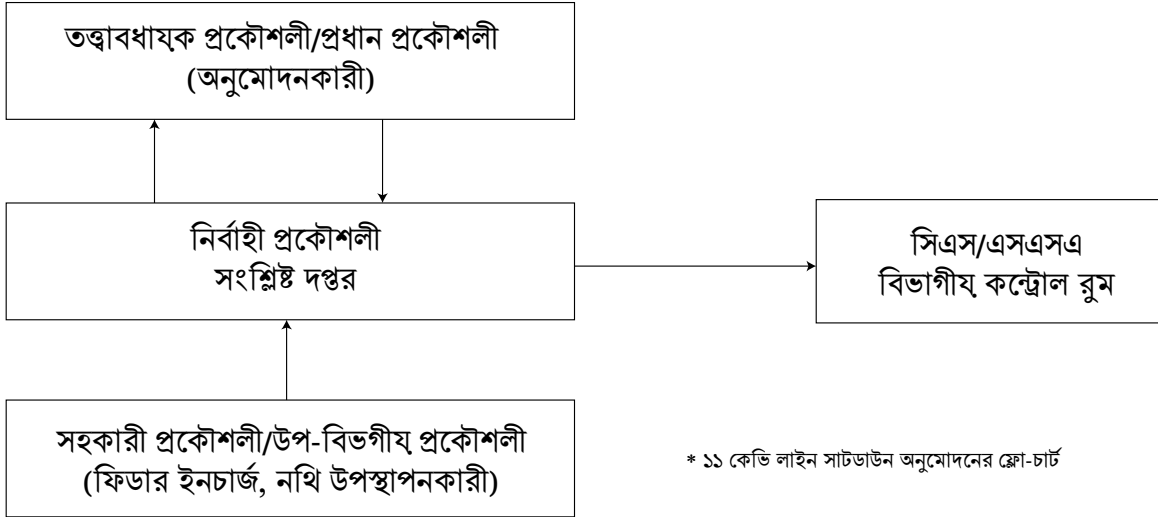 তত্ত্বাবধায়ক প্রকৌশলী/প্রধান প্রকৌশলী
(অনুমোদনকারী)
নির্বাহী প্রকৌশলী
সংশ্লিষ্ট দপ্তর
সিএস/এসএসএ
বিভাগীয় কন্ট্রোল রুম
সহকারী প্রকৌশলী/উপ-বিভগীয় প্রকৌশলী
(ফিডার ইনচার্জ, নথি উপস্থাপনকারী)
* ১১ কেভি লাইন সাটডাউন অনুমোদনের ফ্লো-চার্ট